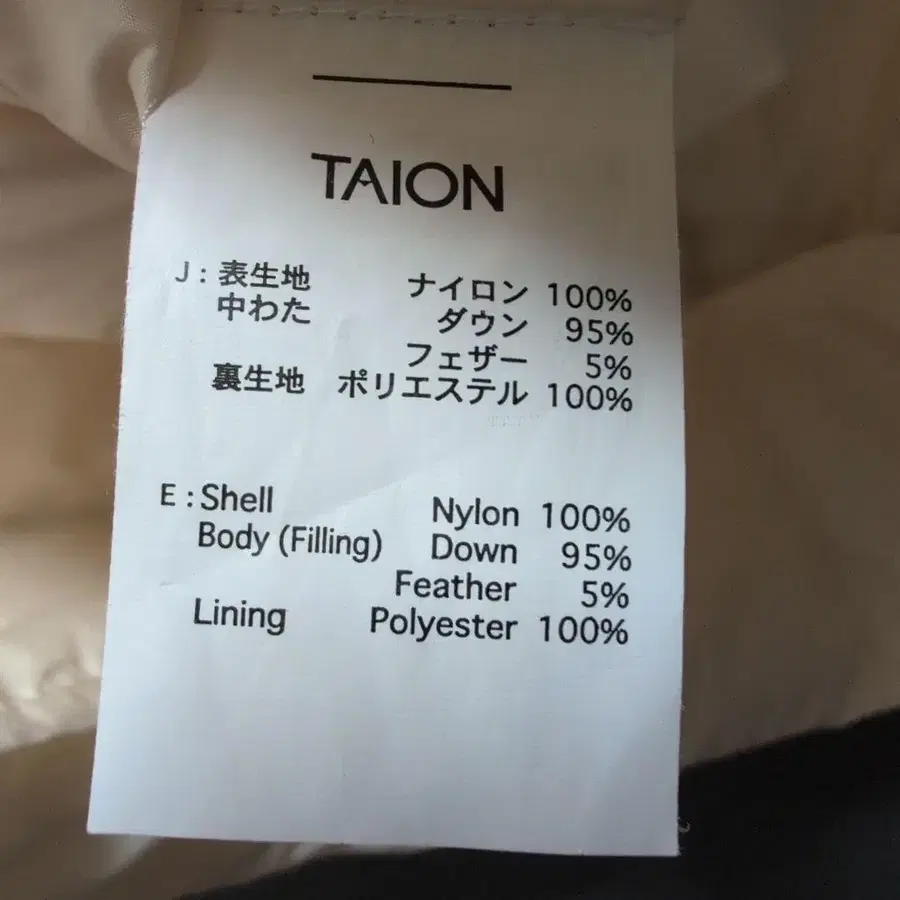 TAION
J : 表生地 ナイロン 100%
中わた ダウン 95%
フェザー 5%
裏生地 ポリエステル 100%
E : Shell Nylon 100%
Body (Filling) Down 95%
Feather 5%
Lining Polyester 100%